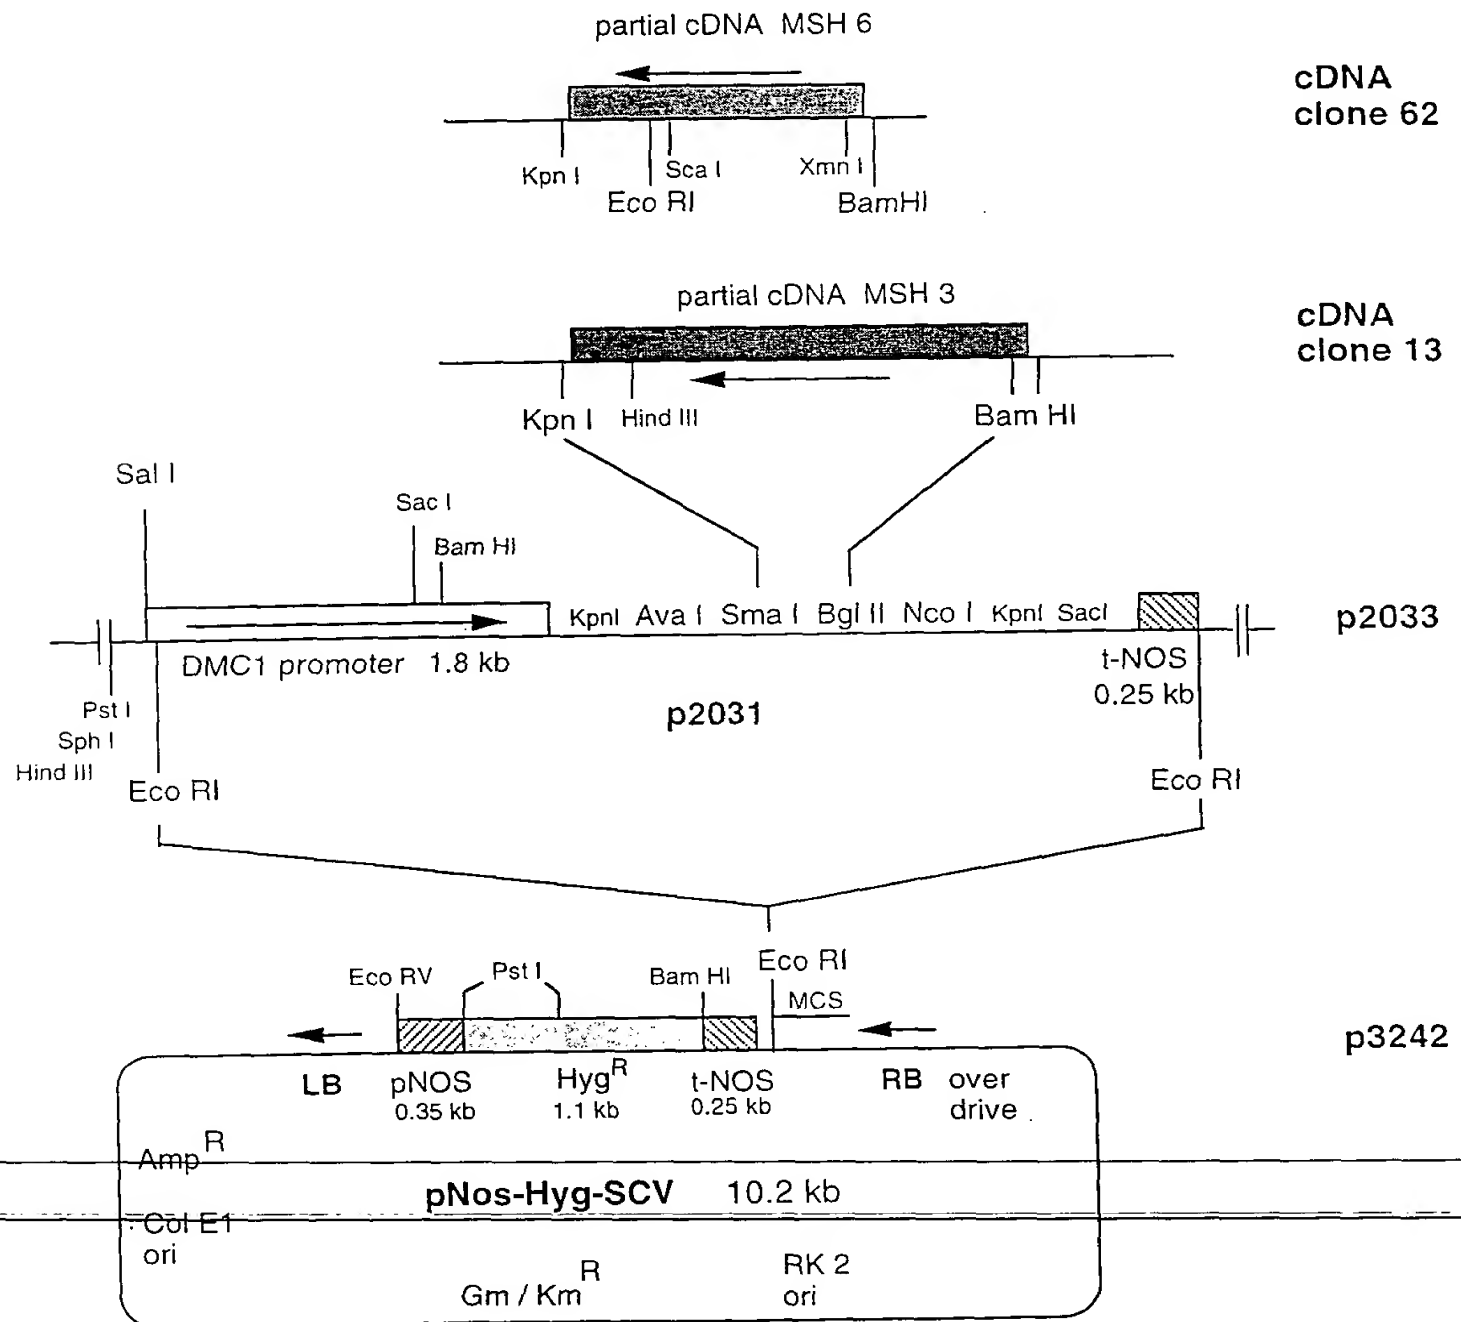 partial cDNA MSH 6
cDNA
clone 62
Kpn I
Sca I
Xmn I
Eco RI
BamHI
partial cDNA MSH 3
cDNA
clone 13
Kpn I
Hind III
Bam HI
Sal I
Sac I
Bam HI
KpnI Ava I Sma I Bgl II Nco I KpnI SacI
p2033
DMC1 promoter 1.8 kb
t-NOS
0.25 kb
Pst I
Sph I
Hind III
p2031
Eco RI
Eco RI
Eco RV
Pst I
Bam HI
Eco RI
MCS
p3242
LB
pNOS
0.35 kb
Hyg R
1.1 kb
t-NOS
0.25 kb
RB
over
drive
Amp R
pNos-Hyg-SCV 10.2 kb
Col E1
ori
Gm / Km R
RK 2
ori